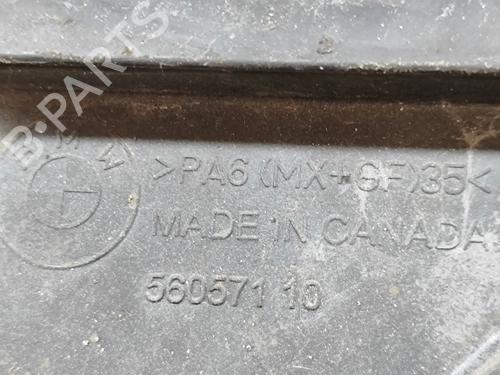 B-PARTS
>PA6 (MX+GF)35<
MADE IN CANADA
560571 10